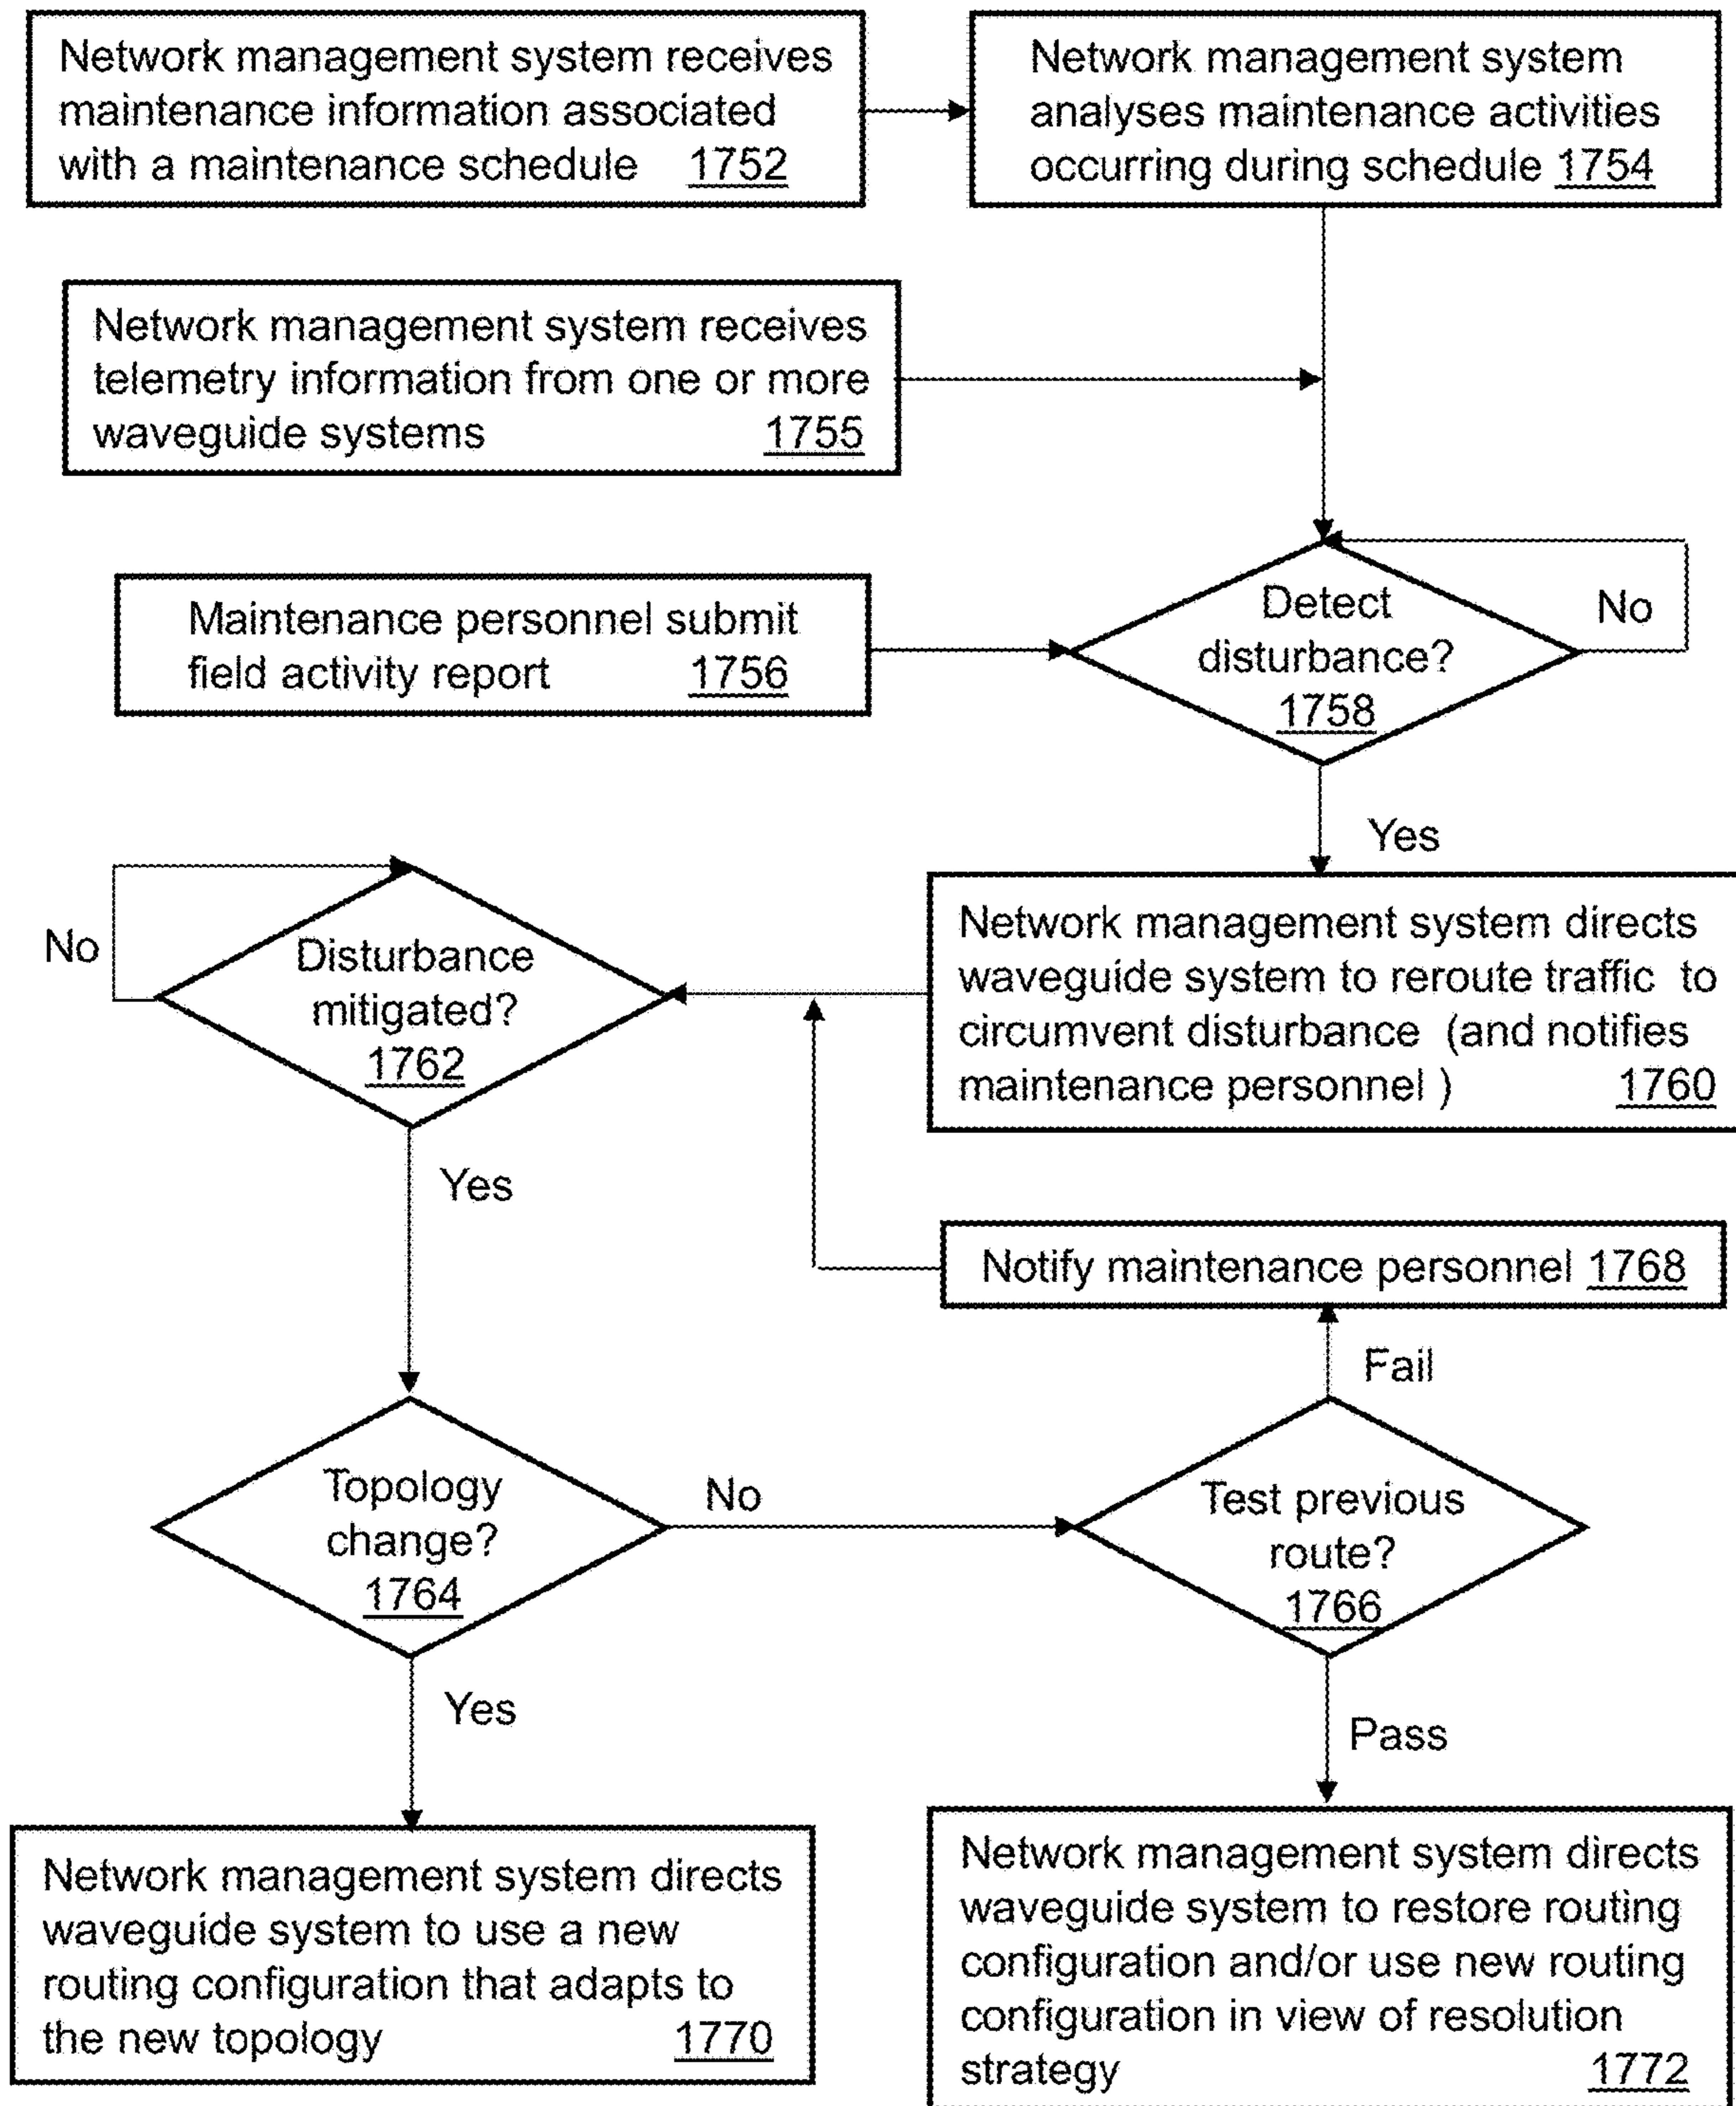 Network management system receives
maintenance information associated
with a maintenance schedule 1752
Network management system
analyses maintenance activities
occurring during schedule 1754
Network management system receives
telemetry information from one or more
waveguide systems 1755
Maintenance personnel submit
field activity report 1756
Detect
disturbance?
1758
No
Yes
Network management system directs
waveguide system to reroute traffic to
circumvent disturbance (and notifies
maintenance personnel ) 1760
No
Disturbance
mitigated?
1762
Yes
Notify maintenance personnel 1768
Fail
Topology
change?
1764
No
Test previous
route?
1766
Yes
Pass
Network management system directs
waveguide system to use a new
routing configuration that adapts to
the new topology 1770
Network management system directs
waveguide system to restore routing
configuration and/or use new routing
configuration in view of resolution
strategy 1772